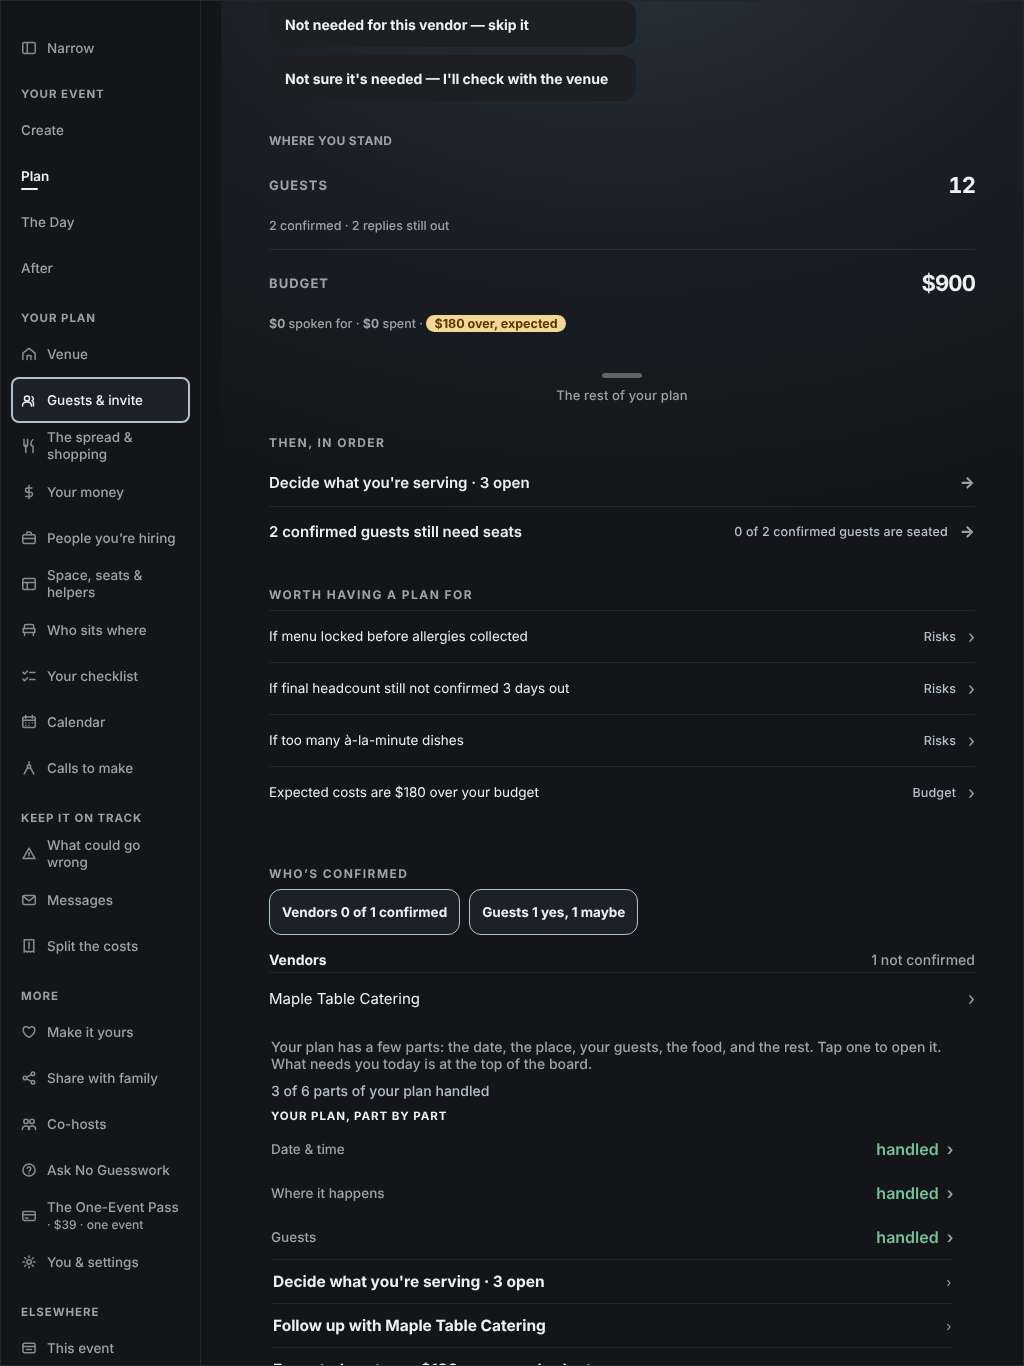 Narrow
YOUR EVENT
Create
Plan
The Day
After
YOUR PLAN
Venue
Guests & invite
The spread &
shopping
Your money
People you're hiring
Space, seats &
helpers
Who sits where
Your checklist
Calendar
Calls to make
KEEP IT ON TRACK
What could go
wrong
Messages
Split the costs
MORE
Make it yours
Share with family
Co-hosts
Ask No Guesswork
The One-Event Pass
· $39 · one event
You & settings
ELSEWHERE
This event
Not needed for this vendor — skip it
Not sure it's needed — I'll check with the venue
WHERE YOU STAND
GUESTS 12
2 confirmed · 2 replies still out
BUDGET $900
$0 spoken for · $0 spent · $180 over, expected
The rest of your plan
THEN, IN ORDER
Decide what you're serving · 3 open
2 confirmed guests still need seats 0 of 2 confirmed guests are seated
WORTH HAVING A PLAN FOR
If menu locked before allergies collected Risks
If final headcount still not confirmed 3 days out Risks
If too many à-la-minute dishes Risks
Expected costs are $180 over your budget Budget
WHO'S CONFIRMED
Vendors 0 of 1 confirmed Guests 1 yes, 1 maybe
Vendors 1 not confirmed
Maple Table Catering
Your plan has a few parts: the date, the place, your guests, the food, and the rest. Tap one to open it.
What needs you today is at the top of the board.
3 of 6 parts of your plan handled
YOUR PLAN, PART BY PART
Date & time handled
Where it happens handled
Guests handled
Decide what you're serving · 3 open
Follow up with Maple Table Catering